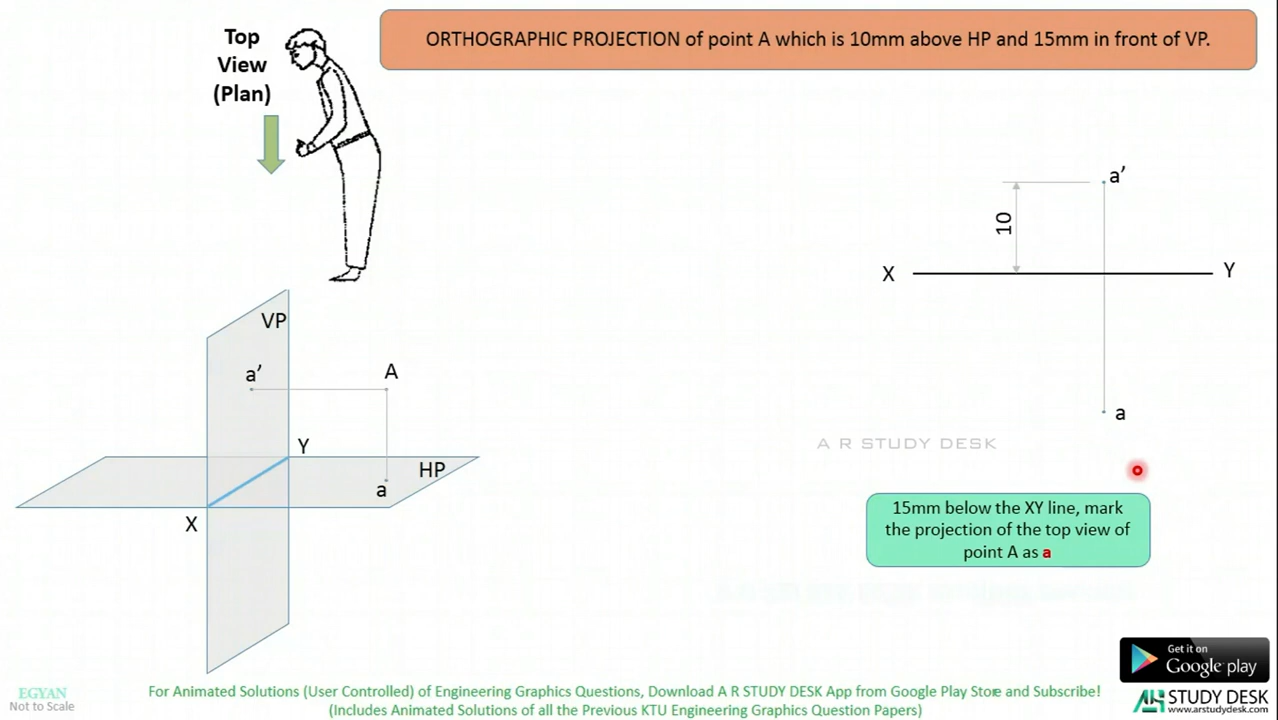 Top
View
(Plan)
ORTHOGRAPHIC PROJECTION of point A which is 10mm above HP and 15mm in front of VP.
a’
10
X
Y
a
VP
a’
A
Y
HP
a
X
A R STUDY DESK
15mm below the XY line, mark
the projection of the top view of
point A as a
EGYAN
Not to Scale
For Animated Solutions (User Controlled) of Engineering Graphics Questions, Download A R STUDY DESK App from Google Play Store and Subscribe!
(Includes Animated Solutions of all the Previous KTU Engineering Graphics Question Papers)
Get it on
Google play
STUDY DESK
www.arstudydesk.com